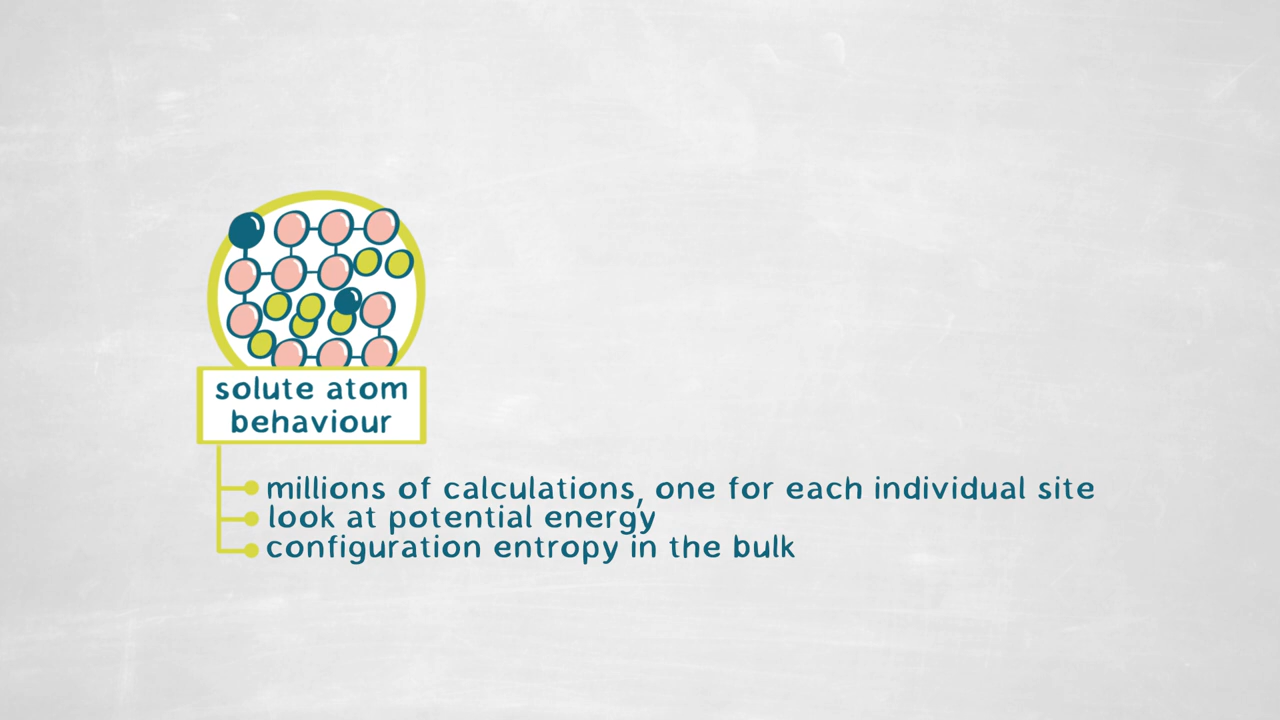 solute atom
behaviour
millions of calculations, one for each individual site
look at potential energy
configuration entropy in the bulk